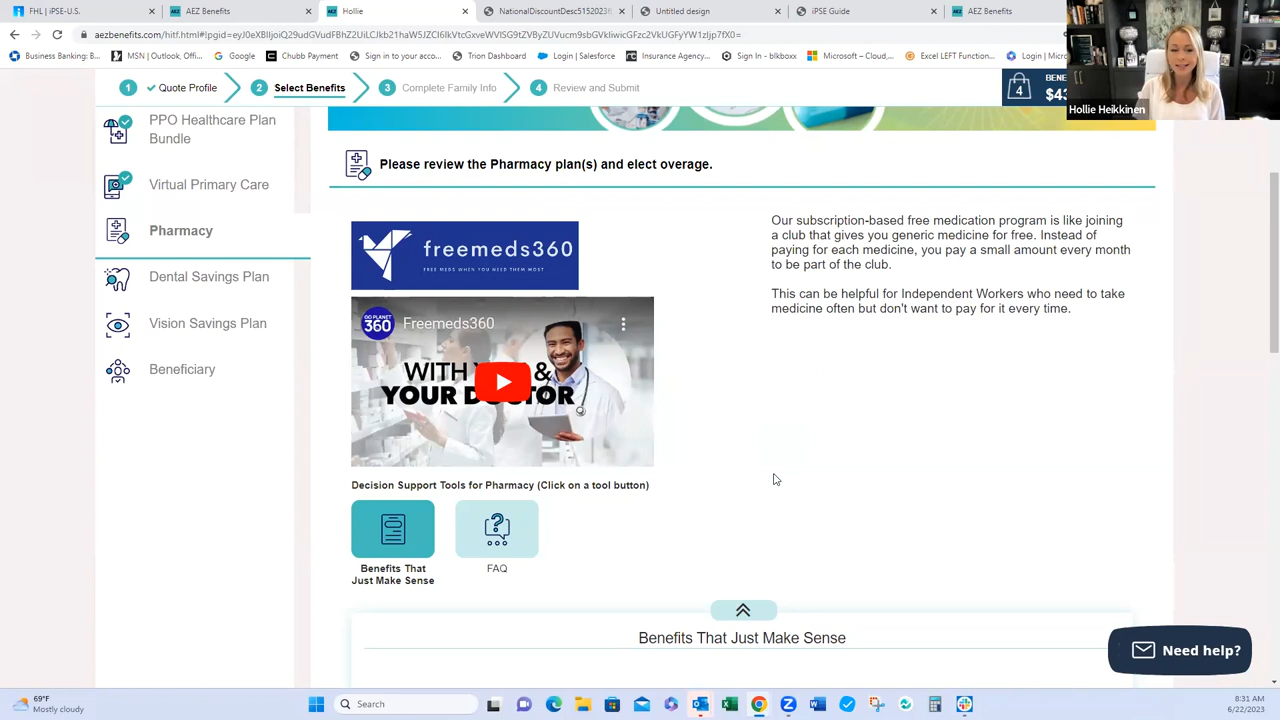 FHL | iPSE-U.S.
AEZ Benefits
Hollie
NationalDiscountDesc51520238
Untitled design
iPSE Guide
AEZ Benefits
Business Banking: B...
MSN | Outlook, Offi...
Google
Chubb Payment
Sign in to your acco...
Trion Dashboard
Login | Salesforce
Insurance Agency...
Sign In - blkboxx
Microsoft – Cloud,...
Excel LEFT Function...
Login | Micr
1 Quote Profile
2 Select Benefits
3 Complete Family Info
4 Review and Submit
BENE
4
$43
Hollie Heikkinen
PPO Healthcare Plan
Bundle
Virtual Primary Care
Pharmacy
Dental Savings Plan
Vision Savings Plan
Beneficiary
Please review the Pharmacy plan(s) and elect overage.
freemeds360
FREE MEDS WHEN YOU NEED THEM MOST
GO PLANET
360
Freemeds360
WITH Y & 
YOUR DOCTOR
Our subscription-based free medication program is like joining
a club that gives you generic medicine for free. Instead of
paying for each medicine, you pay a small amount every month
to be part of the club.
This can be helpful for Independent Workers who need to take
medicine often but don't want to pay for it every time.
Decision Support Tools for Pharmacy (Click on a tool button)
Benefits That
Just Make Sense
FAQ
Benefits That Just Make Sense
Need help?
69°F
Mostly cloudy
Search
8:31 AM
6/22/2023